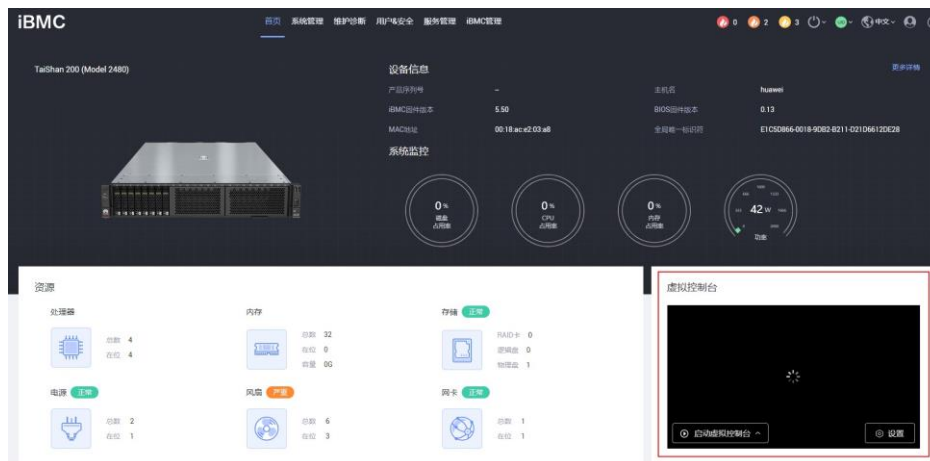 iBMC
首页 系统管理 维护诊断 用户&安全 服务管理 iBMC管理
0 2 3 中文
TaiShan 200 (Model 2480)
设备信息
更多详情
产品序列号 --
主机名 huawei
iBMC固件版本 5.50
BIOS固件版本 0.13
MAC地址 00:18:ac:e2:03:a8
全局唯一标识符 E1C5D866-0018-9DB2-B211-D21D6612DE28
系统监控
0 %
磁盘
占用率
0 %
CPU
占用率
0 %
内存
占用率
42 W
功率
资源
处理器
总数 4
在位 4
内存
总数 32
在位 0
容量 0G
存储 正常
RAID卡 0
逻辑盘 0
物理盘 1
电源 正常
总数 2
在位 1
风扇 严重
总数 6
在位 3
网卡 正常
总数 1
在位 1
虚拟控制台
启动虚拟控制台
设置